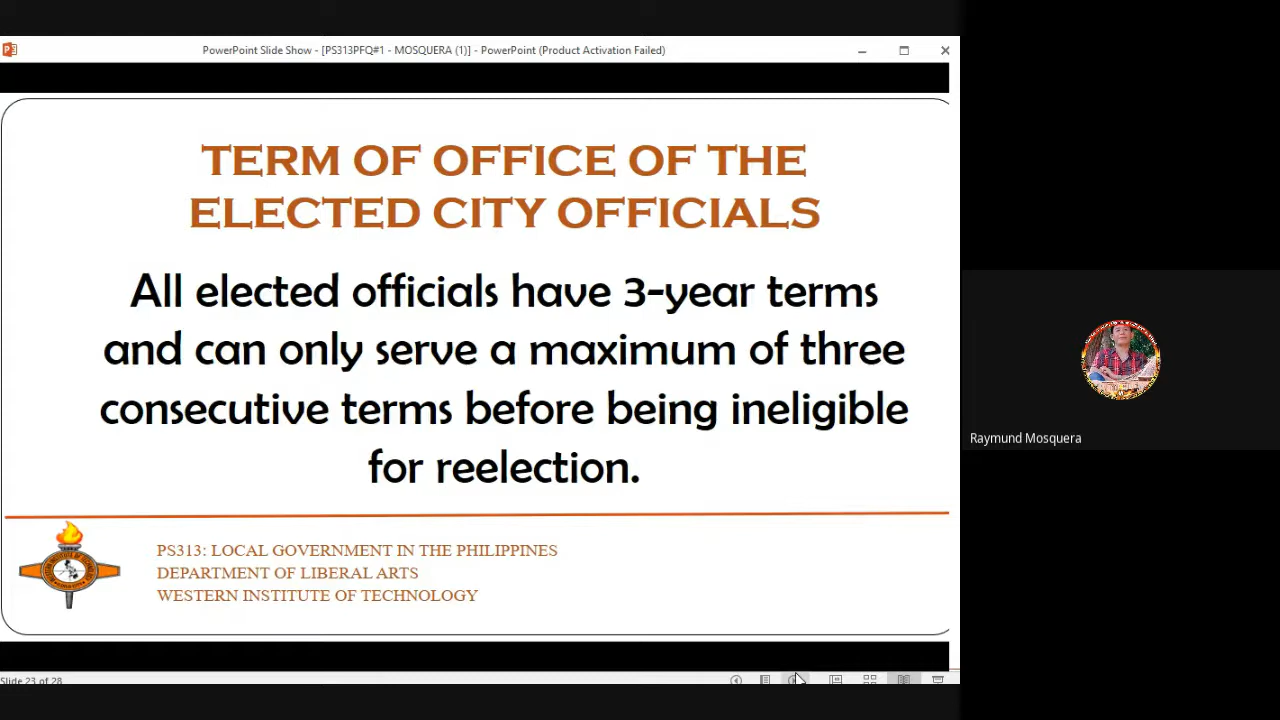 PowerPoint Slide Show - [PS313PFQ#1 - MOSQUERA (1)] - PowerPoint (Product Activation Failed)
TERM OF OFFICE OF THE
ELECTED CITY OFFICIALS
All elected officials have 3-year terms
and can only serve a maximum of three
consecutive terms before being ineligible
for reelection.
PS313: LOCAL GOVERNMENT IN THE PHILIPPINES
DEPARTMENT OF LIBERAL ARTS
WESTERN INSTITUTE OF TECHNOLOGY
Slide 23 of 28
Raymund Mosquera